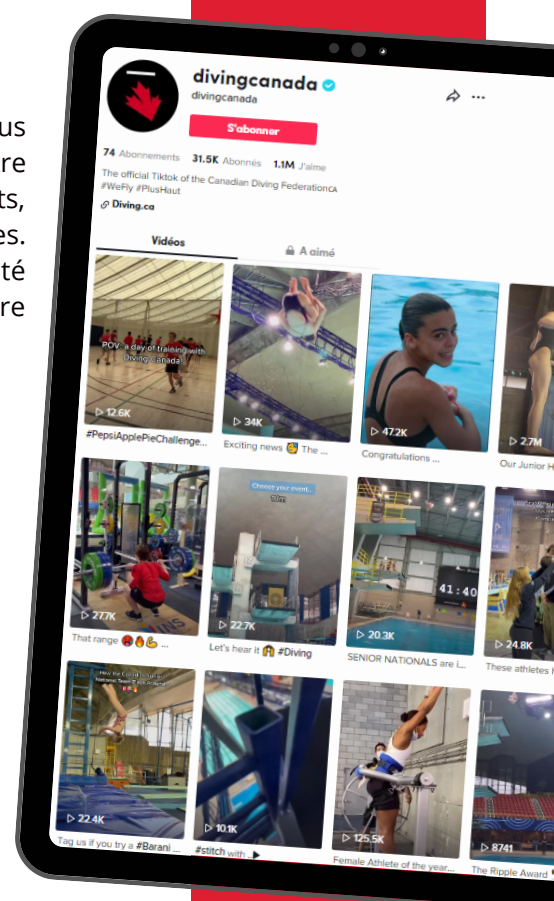 us
re
ts,
es.
té
re
divingcanada
divingcanada
S'abonner
74 Abonnements 31.5K Abonnés 1.1M J'aime
The official Tiktok of the Canadian Diving FederationCA
#WeFly #PlusHaut
Diving.ca
Vidéos
A aimé
POV: a day of training with
Diving Canada!
12.6K
34K
47.2K
2.7M
#PepsiApplePieChallenge...
Exciting news 🥳 The ...
Congratulations ...
Our Junior H
Choose your event...
10m
41:40
27.7K
22.7K
20.3K
24.8K
That range 🥵🔥💪 ...
Let's hear it 🙌 #Diving
SENIOR NATIONALS are i...
These athletes h
22.4K
10.1K
125.5K
8741
Tag us if you try a #Barani ...
#stitch with ...
Female Athlete of the year...
The Ripple Award